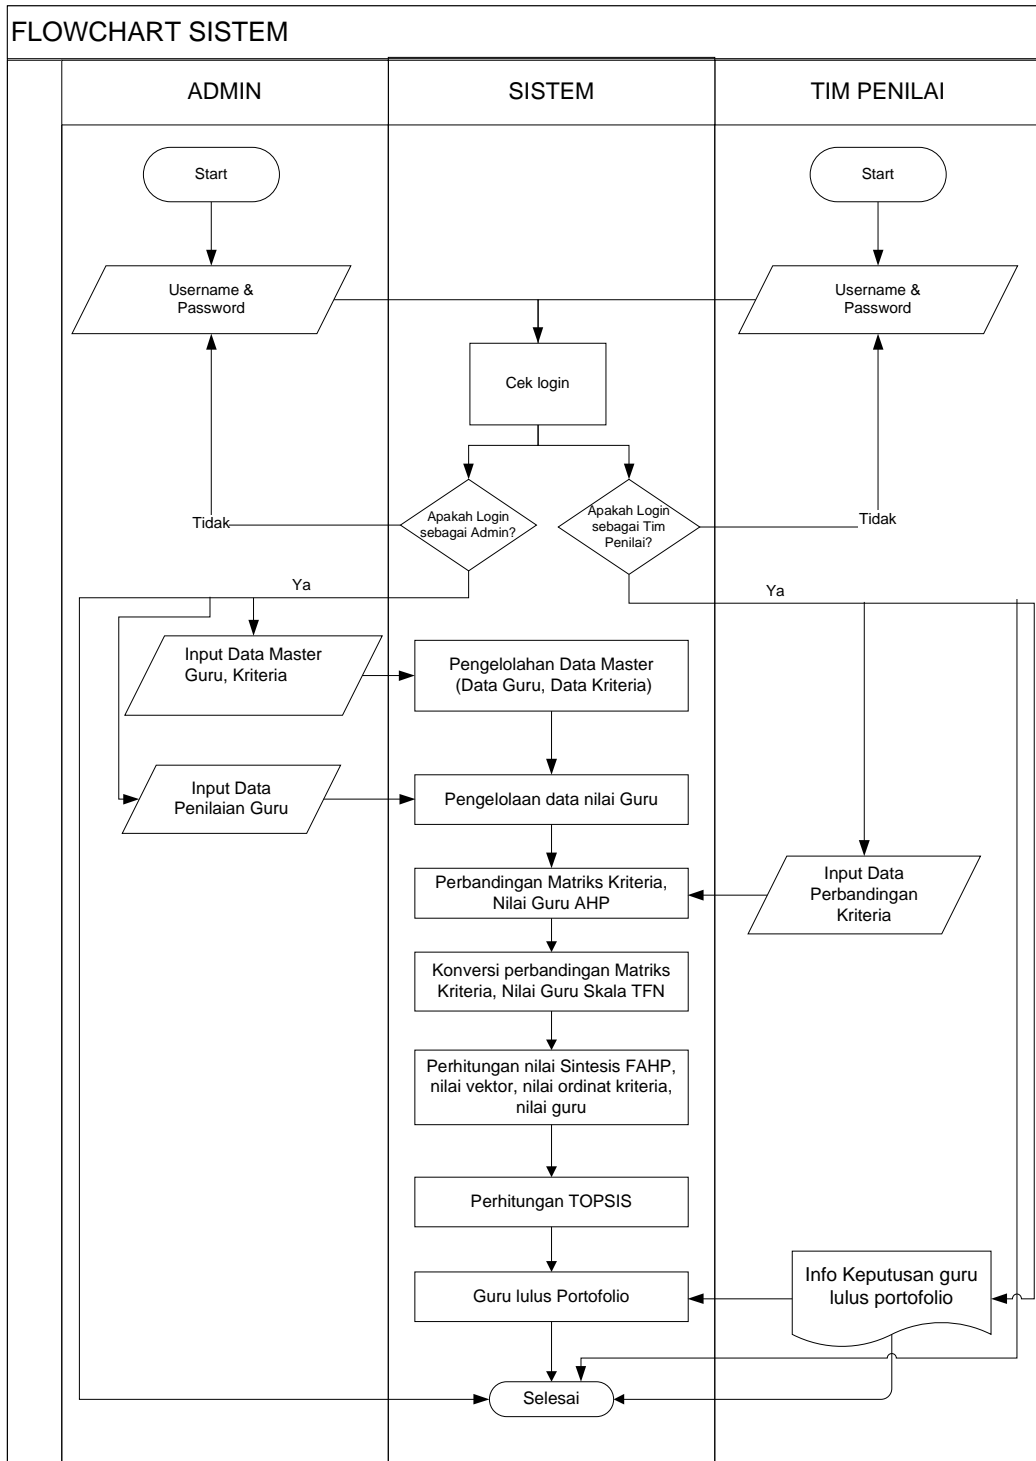 FLOWCHART SISTEM
ADMIN
SISTEM
TIM PENILAI
Start
Start
Username &
Password
Username &
Password
Cek login
Apakah Login
sebagai Admin?
Apakah Login
sebagai Tim
Penilai?
Tidak
Tidak
Ya
Ya
Input Data Master
Guru, Kriteria
Pengelolahan Data Master
(Data Guru, Data Kriteria)
Input Data
Penilaian Guru
Pengelolaan data nilai Guru
Perbandingan Matriks Kriteria,
Nilai Guru AHP
Input Data
Perbandingan
Kriteria
Konversi perbandingan Matriks
Kriteria, Nilai Guru Skala TFN
Perhitungan nilai Sintesis FAHP,
nilai vektor, nilai ordinat kriteria,
nilai guru
Perhitungan TOPSIS
Guru lulus Portofolio
Info Keputusan guru
lulus portofolio
Selesai